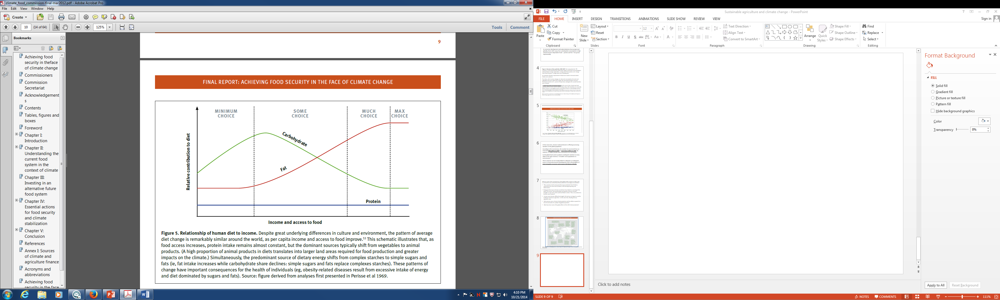 climate_food_commission-final-mar2012.pdf - Adobe Acrobat Pro
File Edit View Window Help
Create
10 (14 of 64) 125% Tools Comment
Bookmarks
Achieving food
security in theface
of climate change
Commissioners
Commission
Secretariat
Acknowledgement
s
Contents
Tables, figures and
boxes
Foreword
Chapter I:
Introduction
Chapter II:
Understanding the
current food
system in the
context of climate
Chapter III:
Investing in an
alternative future
food system
Chapter IV:
Essential actions
for food security
and climate
stabilization
Chapter V:
Conclusion
References
Annex I: Sources
of climate and
agriculture finance
Acronyms and
abbreviations
Achieving food
security in the face
9
FINAL REPORT: ACHIEVING FOOD SECURITY IN THE FACE OF CLIMATE CHANGE
MINIMUM
CHOICE
SOME
CHOICE
MUCH
CHOICE
MAX
CHOICE
Relative contribution to diet
Carbohydrate
Fat
Protein
Income and access to food
Figure 5. Relationship of human diet to income. Despite great underlying differences in culture and environment, the pattern of average
diet change is remarkably similar around the world, as per capita income and access to food improve.53 This schematic illustrates that, as
food access increases, protein intake remains almost constant, but the dominant sources typically shift from vegetables to animal
products. (A high proportion of animal products in diets translates into larger land areas required for food production and greater
impacts on the climate.) Simultaneously, the predominant source of dietary energy shifts from complex starches to simple sugars and
fats (ie, fat intake increases while carbohydrate share declines: simple sugars and fats replace complexes starches). These patterns of
change have important consequences for the health of individuals (eg, obesity-related diseases result from excessive intake of energy
and diet dominated by sugars and fats). Source: figure derived from analyses first presented in Perisse et al 1969.
4:10 PM
10/21/2014
Sustainable agriculture and climate change - PowerPoint
Sign in
FILE HOME INSERT DESIGN TRANSITIONS ANIMATIONS SLIDE SHOW REVIEW VIEW
Paste
Cut
Copy
Format Painter
Clipboard
New
Slide
Layout
Reset
Section
Slides
12
Font
Text Direction
Align Text
Convert to SmartArt
Paragraph
Arrange
Quick
Styles
Shape Fill
Shape Outline
Shape Effects
Drawing
Find
Replace
Select
Editing
4
5
6
7
8
9
Click to add notes
Format Background
FILL
Solid fill
Gradient fill
Picture or texture fill
Pattern fill
Hide background graphics
Color
Transparency 0%
Apply to All Reset Background
SLIDE 9 OF 9
NOTES COMMENTS 111%